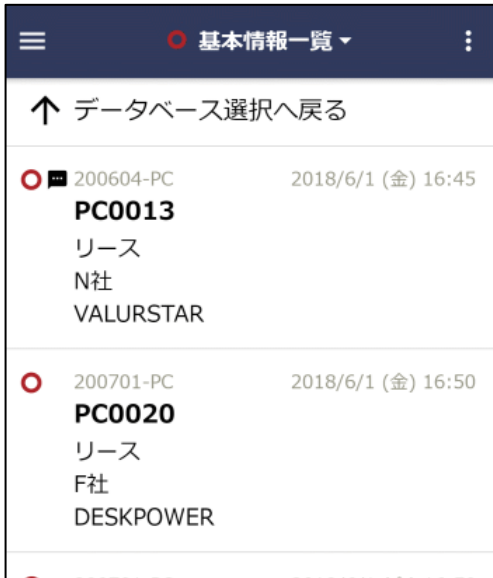 基本情報一覧
データベース選択へ戻る
200604-PC 2018/6/1 (金) 16:45
PC0013
リース
N社
VALURSTAR
200701-PC 2018/6/1 (金) 16:50
PC0020
リース
F社
DESKPOWER